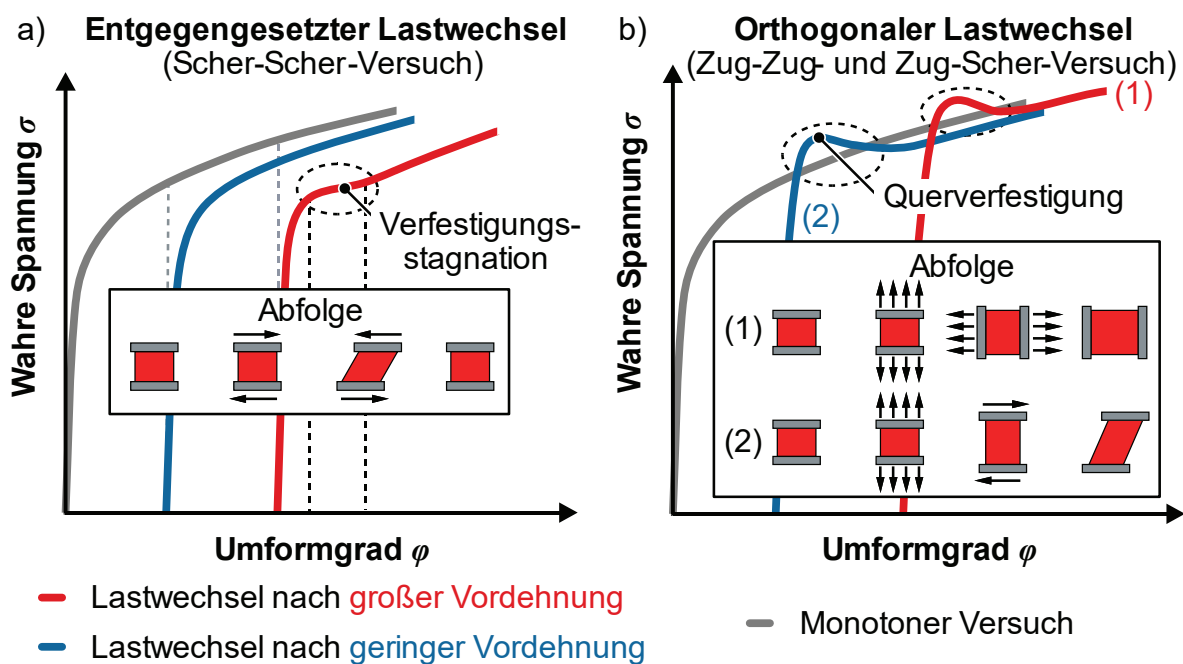 a) Entgegengesetzter Lastwechsel
(Scher-Scher-Versuch)
Wahre Spannung σ
Verfestigungs-
stagnation
Abfolge
Umformgrad φ
b) Orthogonaler Lastwechsel
(Zug-Zug- und Zug-Scher-Versuch)
(1)
Wahre Spannung σ
Querverfestigung
(2)
Abfolge
(1)
(2)
Umformgrad φ
Lastwechsel nach großer Vordehnung
Lastwechsel nach geringer Vordehnung
Monotoner Versuch